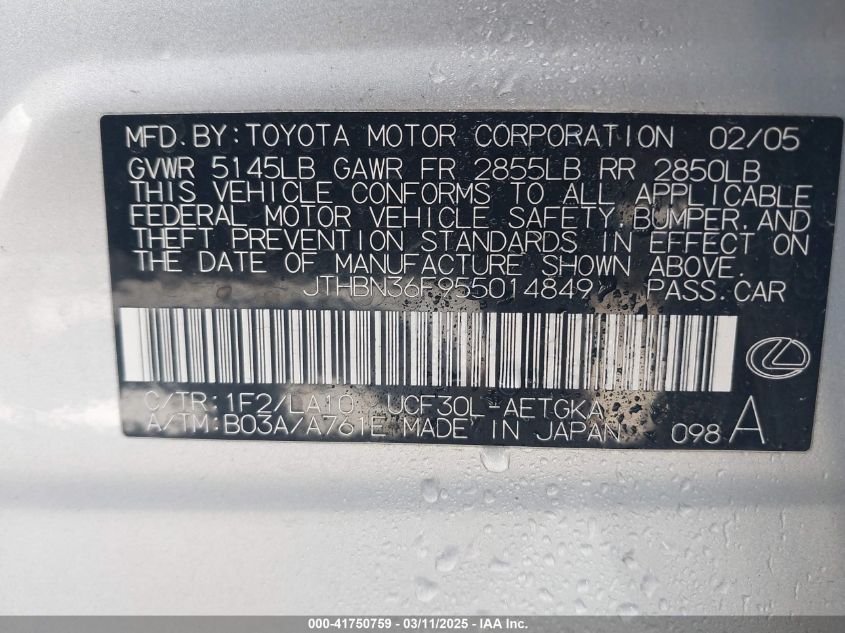 MFD. BY: TOYOTA MOTOR CORPORATION 02/05
GVWR 5145LB GAWR FR 2855LB RR 2850LB
THIS VEHICLE CONFORMS TO ALL APPLICABLE
FEDERAL MOTOR VEHICLE SAFETY, BUMPER, AND
THEFT PREVENTION STANDARDS IN EFFECT ON
THE DATE OF MANUFACTURE SHOWN ABOVE.
JTHBN36F955014849 PASS. CAR
C/TR: 1F2/LA10 UCF30L-AETGKA
A/TM: B03A/A761E MADE IN JAPAN 098 A
000-41750759 - 03/11/2025 - IAA Inc.